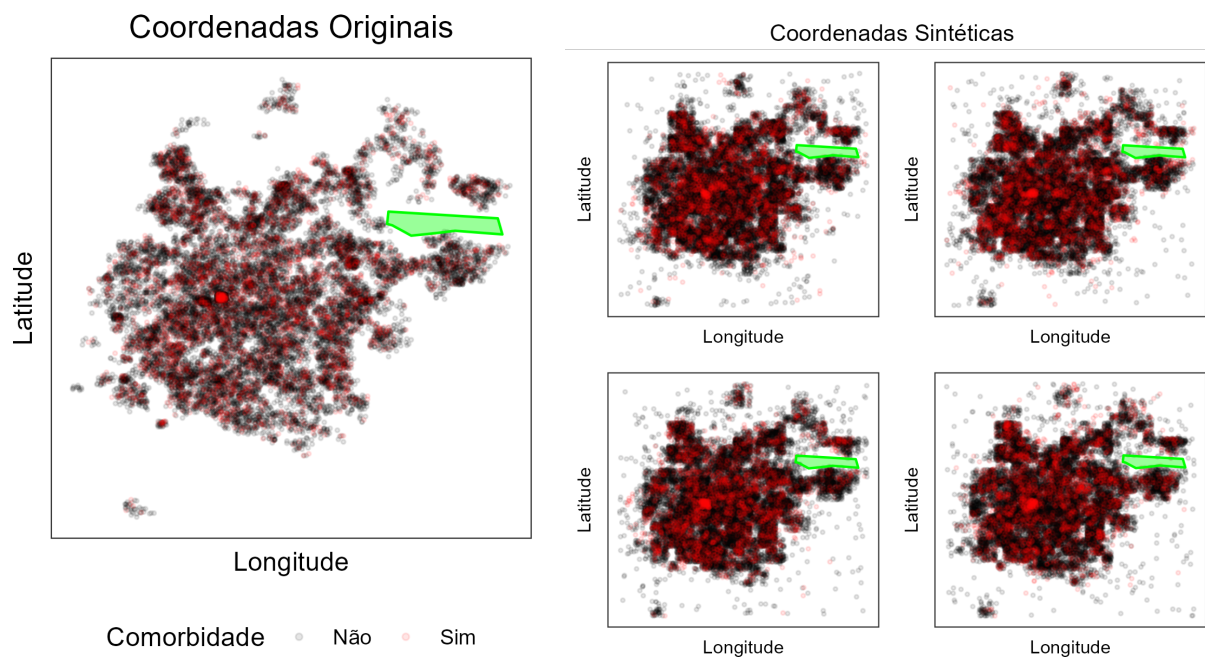 Coordenadas Originais
Latitude
Longitude
Comorbidade Não Sim
Coordenadas Sintéticas
Latitude
Longitude
Latitude
Longitude
Latitude
Longitude
Latitude
Longitude